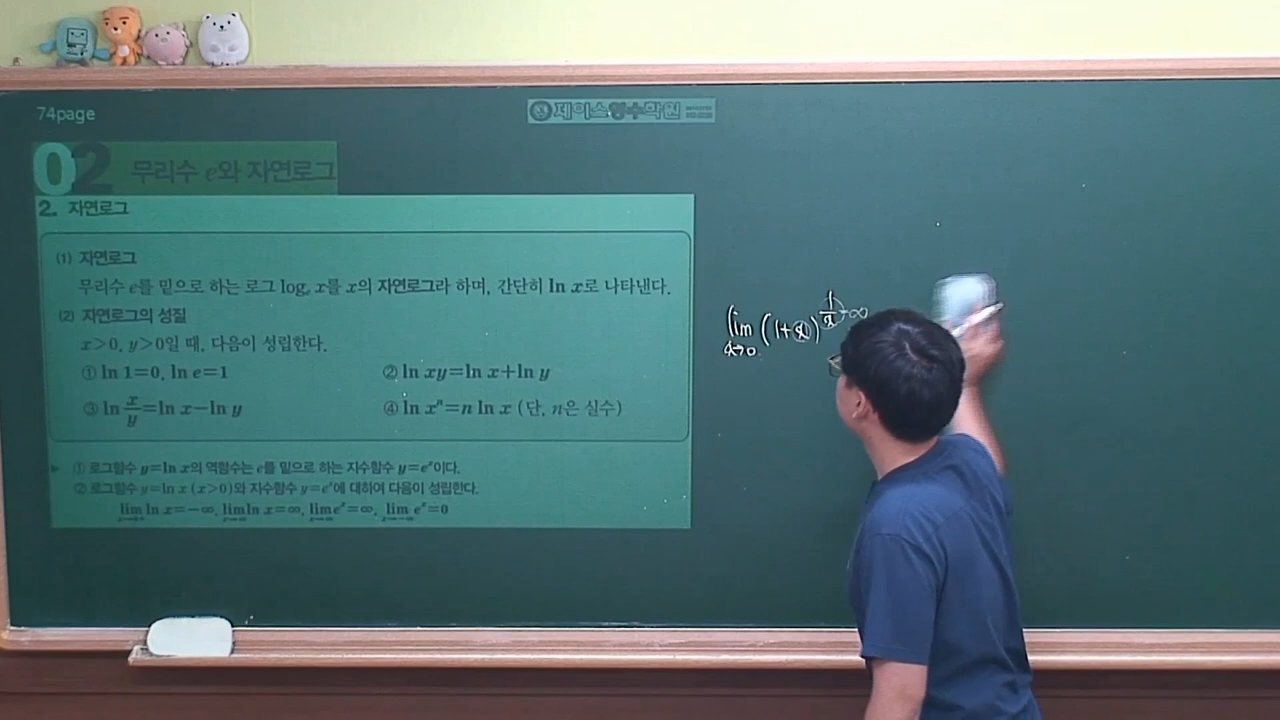 74page
제이스영수학원
02 무리수 e와 자연로그
2. 자연로그
(1) 자연로그
무리수 e를 밑으로 하는 로그 logₑ x를 x의 자연로그라 하며, 간단히 ln x로 나타낸다.
(2) 자연로그의 성질
x>0, y>0일 때, 다음이 성립한다.
① ln 1=0, ln e=1 ② ln xy=ln x+ln y
③ ln x/y=ln x−ln y ④ ln xⁿ=n ln x (단, n은 실수)
▶ ① 로그함수 y=ln x의 역함수는 e를 밑으로 하는 지수함수 y=eˣ이다.
② 로그함수 y=ln x (x>0)와 지수함수 y=eˣ에 대하여 다음이 성립한다.
lim ln x=−∞, lim ln x=∞, lim eˣ=∞, lim eˣ=0
lim x→0 (1+x)^(1/x) →∞